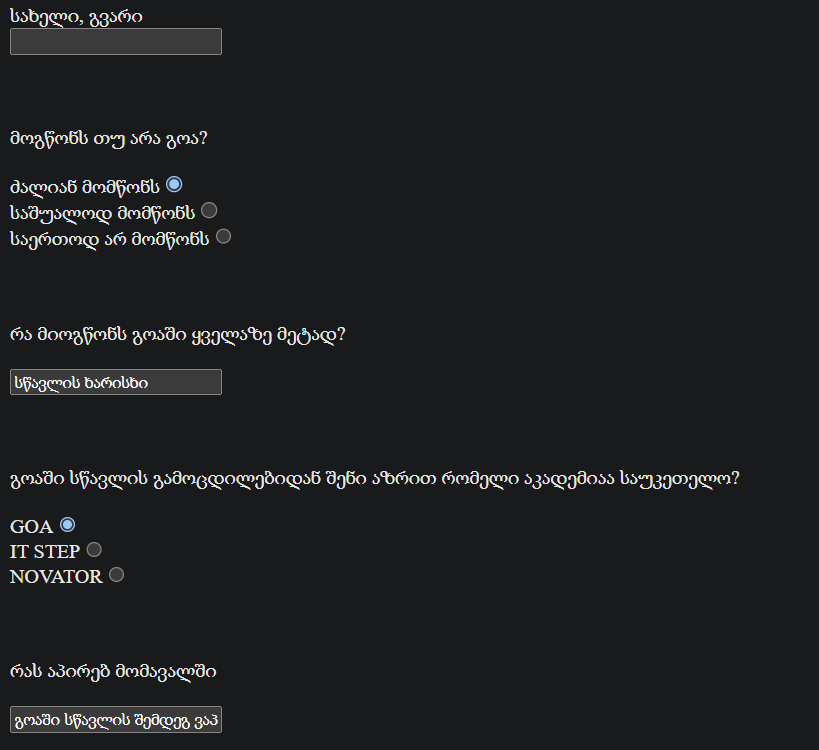 სახელი, გვარი
მოგწონს თუ არა გოა?
ძალიან მომწონს
საშუალოდ მომწონს
საერთოდ არ მომწონს
რა მიოგწონს გოაში ყველაზე მეტად?
სწავლის ხარისხი
გოაში სწავლის გამოცდილებიდან შენი აზრით რომელი აკადემიაა საუკეთელო?
GOA
IT STEP
NOVATOR
რას აპირებ მომავალში
გოაში სწავლის შემდეგ ვაპ